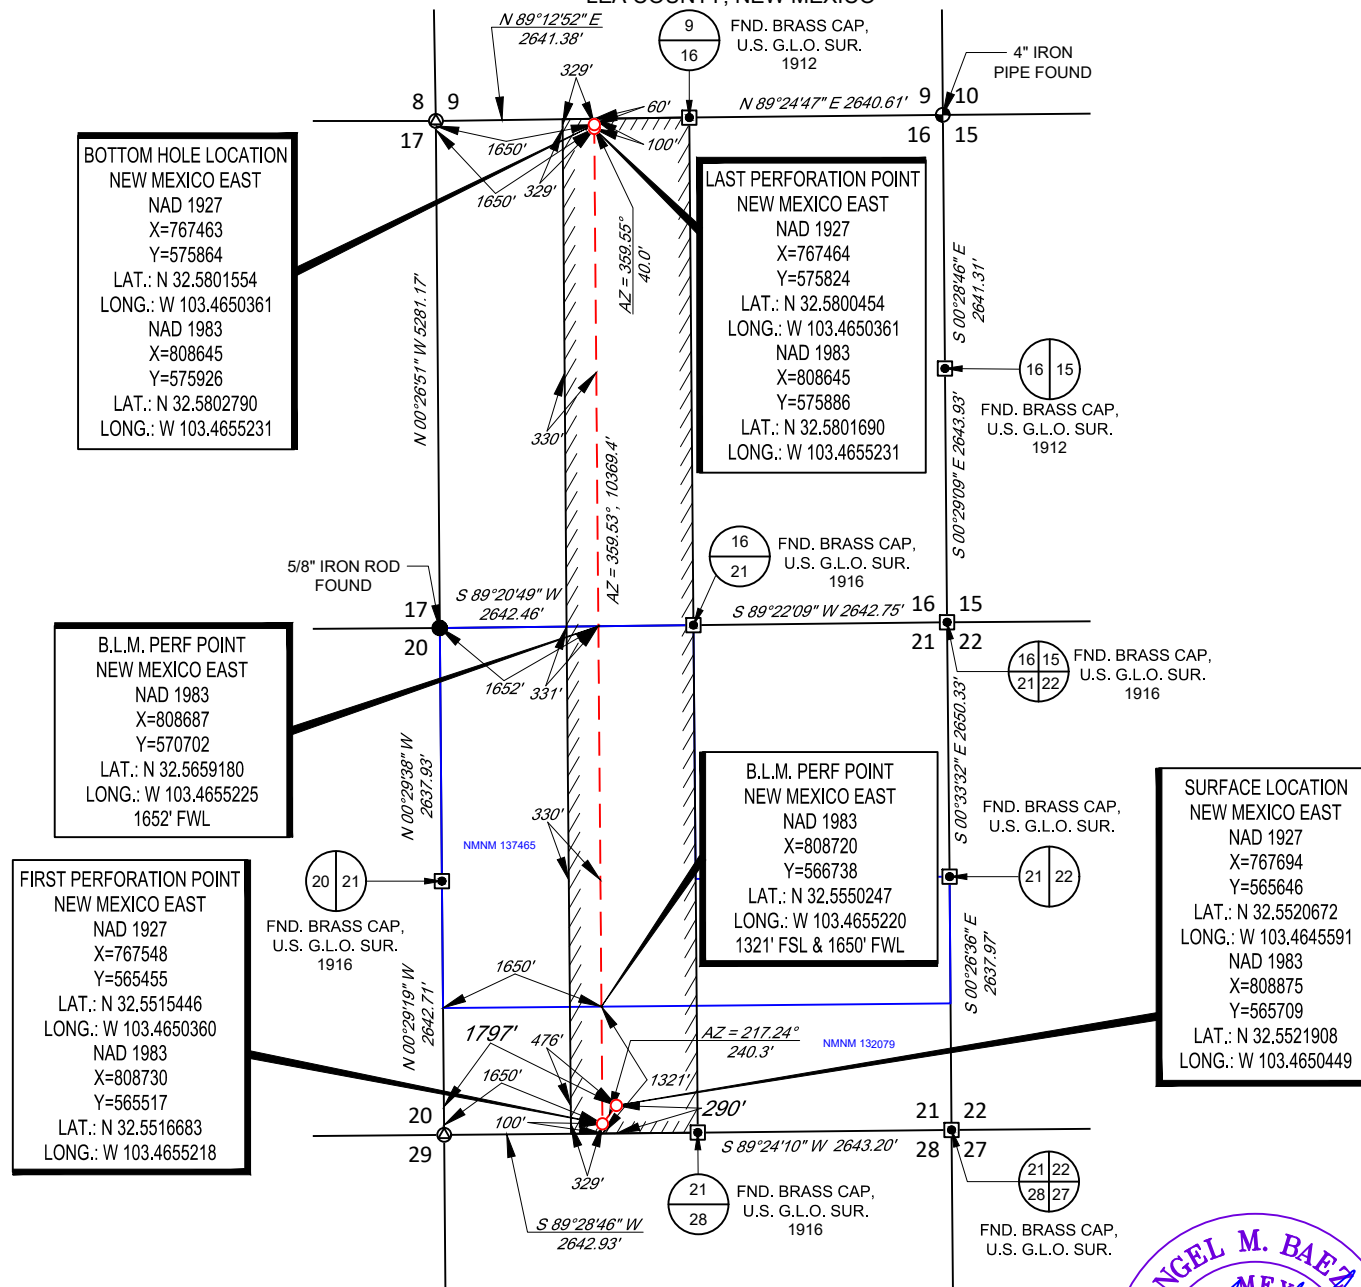 LEA COUNTY, NEW MEXICO
N 89°12'52" E
2641.38'
9
16
FND. BRASS CAP,
U.S. G.L.O. SUR.
1912
4" IRON
PIPE FOUND
329'
60'
N 89°24'47" E 2640.61'
8 9
17
9 10
16 15
1650'
100'
329'
1650'
BOTTOM HOLE LOCATION
NEW MEXICO EAST
NAD 1927
X=767463
Y=575864
LAT.: N 32.5801554
LONG.: W 103.4650361
NAD 1983
X=808645
Y=575926
LAT.: N 32.5802790
LONG.: W 103.4655231
LAST PERFORATION POINT
NEW MEXICO EAST
NAD 1927
X=767464
Y=575824
LAT.: N 32.5800454
LONG.: W 103.4650361
NAD 1983
X=808645
Y=575886
LAT.: N 32.5801690
LONG.: W 103.4655231
AZ = 359.55°
40.0'
N 00°26'51" W 5281.17'
S 00°28'46" E
2641.31'
16 15
FND. BRASS CAP,
U.S. G.L.O. SUR.
1912
330'
AZ = 359.53°, 10369.4'
S 00°29'09" E 2643.93'
16
21
FND. BRASS CAP,
U.S. G.L.O. SUR.
1916
5/8" IRON ROD
FOUND
S 89°20'49" W
2642.46'
S 89°22'09" W 2642.75'
17
20
16 15
21 22
16 15
21 22
FND. BRASS CAP,
U.S. G.L.O. SUR.
1916
1652'
331'
B.L.M. PERF POINT
NEW MEXICO EAST
NAD 1983
X=808687
Y=570702
LAT.: N 32.5659180
LONG.: W 103.4655225
1652' FWL
N 00°29'38" W
2637.93'
S 00°33'32" E 2650.33'
B.L.M. PERF POINT
NEW MEXICO EAST
NAD 1983
X=808720
Y=566738
LAT.: N 32.5550247
LONG.: W 103.4655220
1321' FSL & 1650' FWL
330'
NMNM 137465
FND. BRASS CAP,
U.S. G.L.O. SUR.
21 22
SURFACE LOCATION
NEW MEXICO EAST
NAD 1927
X=767694
Y=565646
LAT.: N 32.5520672
LONG.: W 103.4645591
NAD 1983
X=808875
Y=565709
LAT.: N 32.5521908
LONG.: W 103.4650449
20 21
FND. BRASS CAP,
U.S. G.L.O. SUR.
1916
FIRST PERFORATION POINT
NEW MEXICO EAST
NAD 1927
X=767548
Y=565455
LAT.: N 32.5515446
LONG.: W 103.4650360
NAD 1983
X=808730
Y=565517
LAT.: N 32.5516683
LONG.: W 103.4655218
N 00°29'19" W
2642.71'
S 00°26'36" E
2637.97'
1650'
1797'
476'
AZ = 217.24°
240.3'
NMNM 132079
1650'
1321'
290'
100'
20
29
21 22
28 27
S 89°24'10" W 2643.20'
329'
S 89°28'46" W
2642.93'
21
28
FND. BRASS CAP,
U.S. G.L.O. SUR.
1916
21 22
28 27
FND. BRASS CAP,
U.S. G.L.O. SUR.